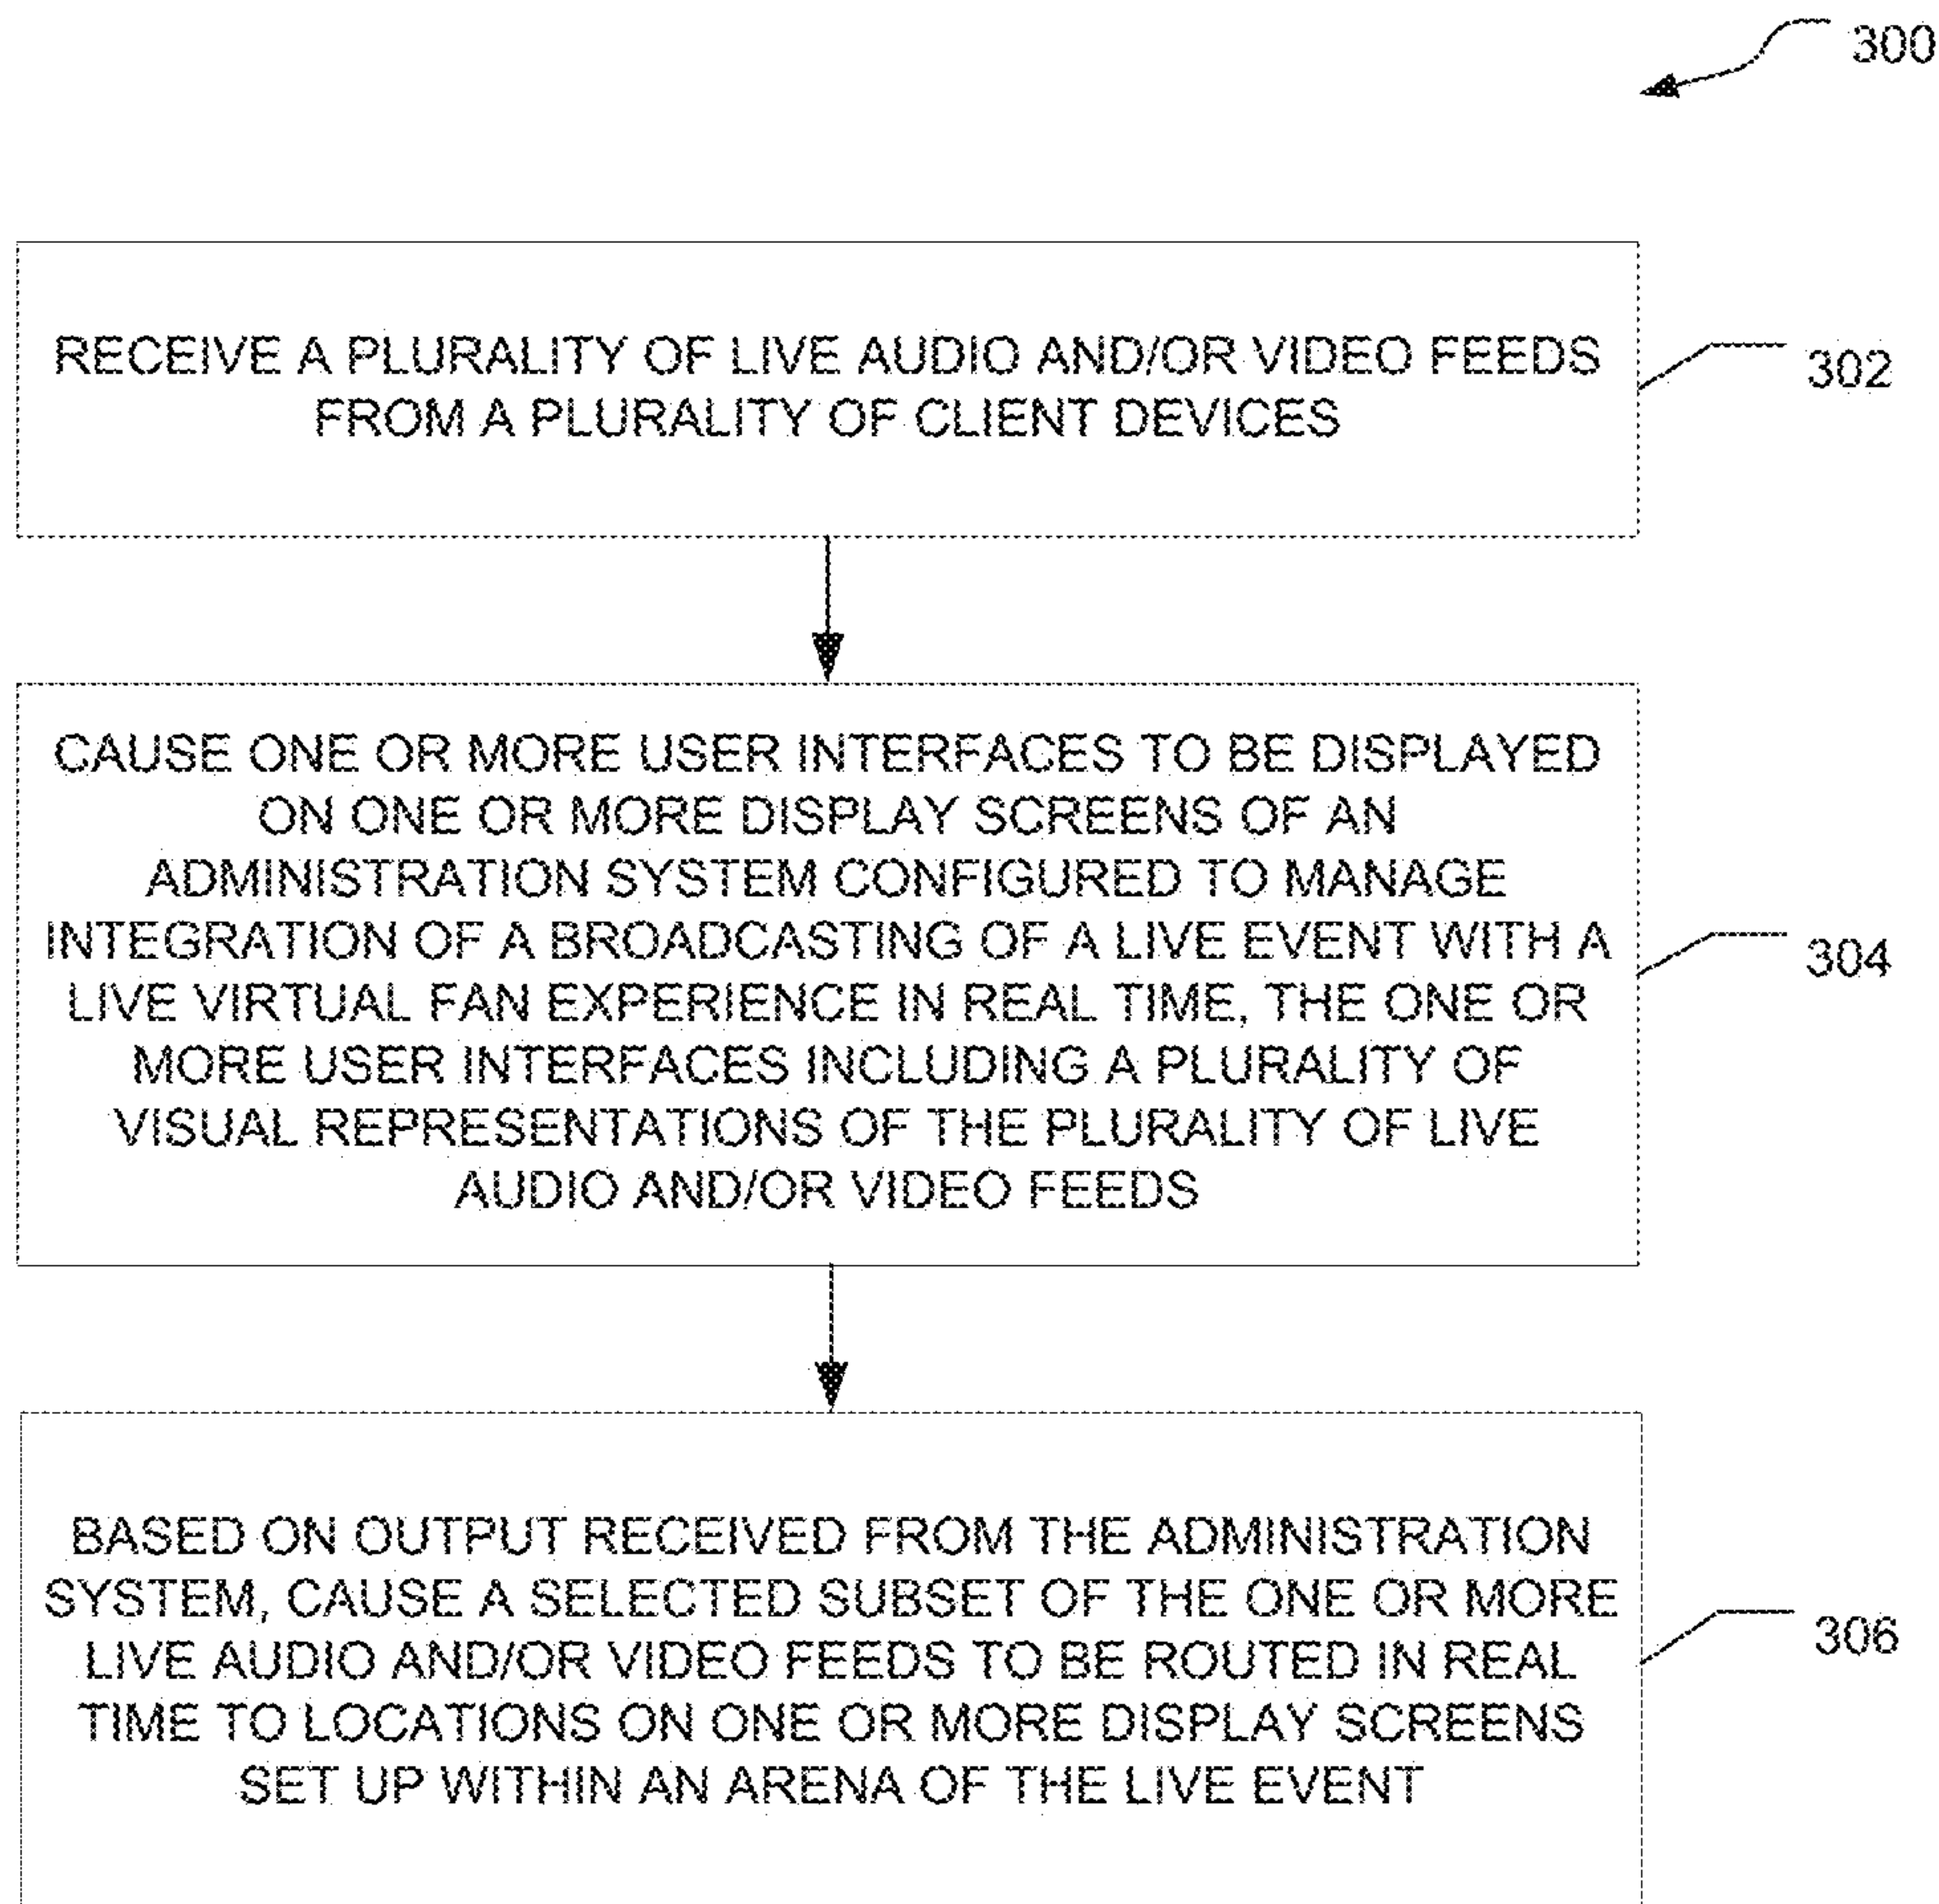 300
RECEIVE A PLURALITY OF LIVE AUDIO AND/OR VIDEO FEEDS
FROM A PLURALITY OF CLIENT DEVICES
302
CAUSE ONE OR MORE USER INTERFACES TO BE DISPLAYED
ON ONE OR MORE DISPLAY SCREENS OF AN
ADMINISTRATION SYSTEM CONFIGURED TO MANAGE
INTEGRATION OF A BROADCASTING OF A LIVE EVENT WITH A
LIVE VIRTUAL FAN EXPERIENCE IN REAL TIME, THE ONE OR
MORE USER INTERFACES INCLUDING A PLURALITY OF
VISUAL REPRESENTATIONS OF THE PLURALITY OF LIVE
AUDIO AND/OR VIDEO FEEDS
304
BASED ON OUTPUT RECEIVED FROM THE ADMINISTRATION
SYSTEM, CAUSE A SELECTED SUBSET OF THE ONE OR MORE
LIVE AUDIO AND/OR VIDEO FEEDS TO BE ROUTED IN REAL
TIME TO LOCATIONS ON ONE OR MORE DISPLAY SCREENS
SET UP WITHIN AN ARENA OF THE LIVE EVENT
306